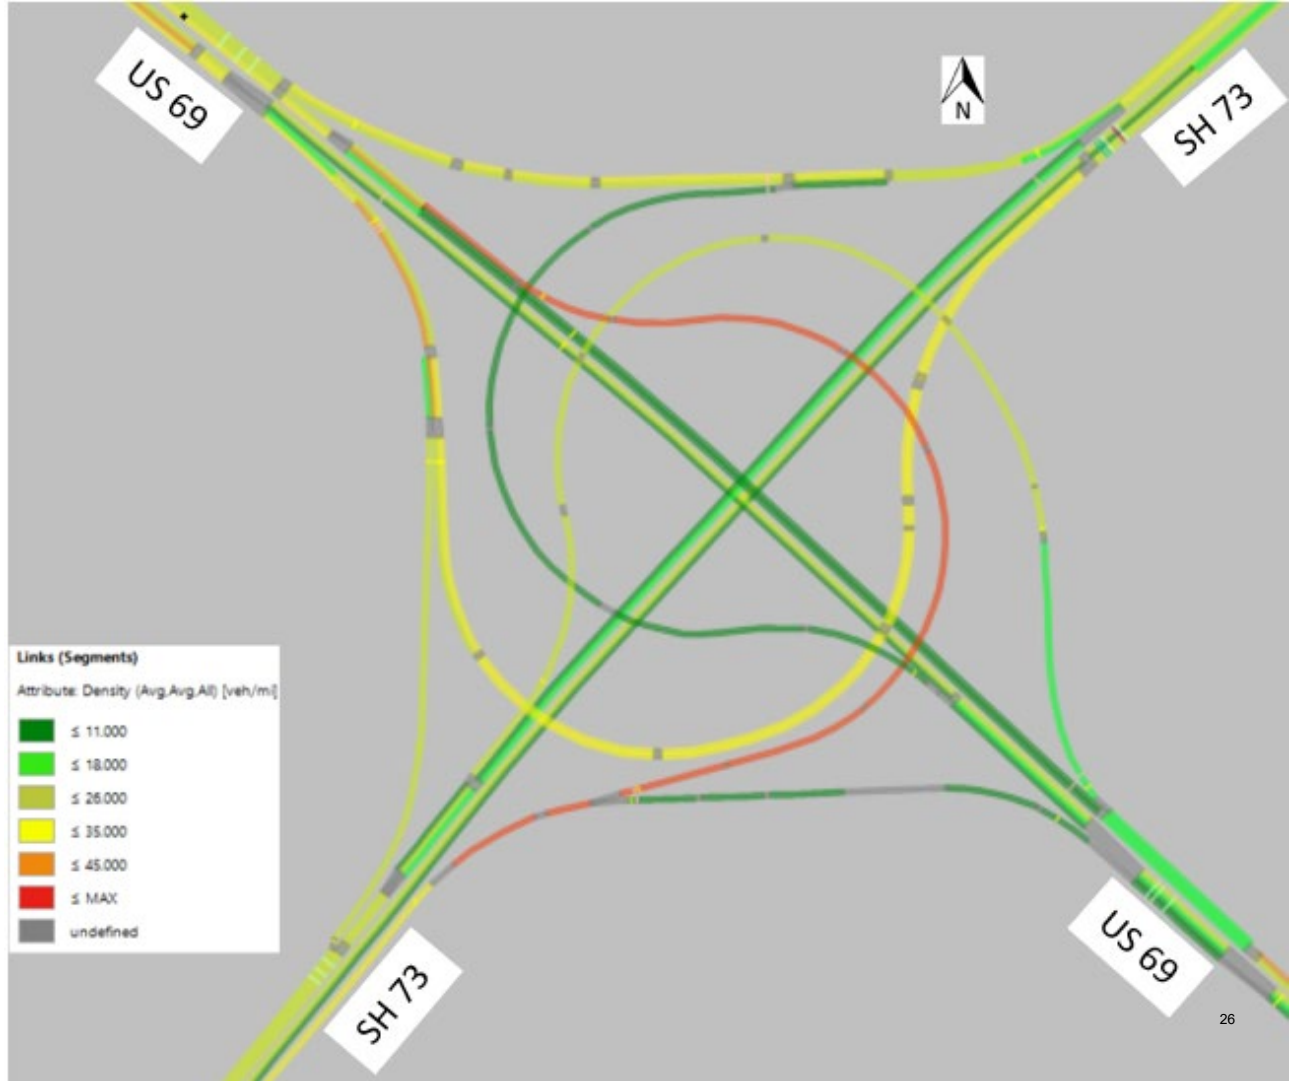 US 69
N
SH 73
Links (Segments)
Attribute: Density (Avg,Avg,All) [veh/mi]
≤ 11.000
≤ 18.000
≤ 26.000
≤ 35.000
≤ 45.000
≤ MAX
undefined
US 69
SH 73
26